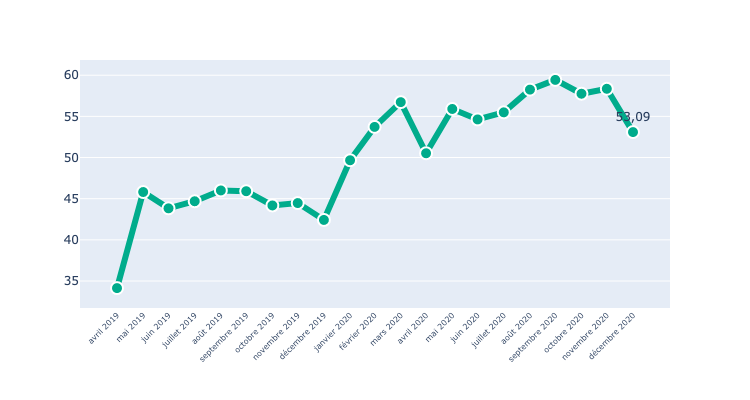 60
55
50
45
40
35
53,09
avril 2019
mai 2019
juin 2019
juillet 2019
août 2019
septembre 2019
octobre 2019
novembre 2019
décembre 2019
janvier 2020
février 2020
mars 2020
avril 2020
mai 2020
juin 2020
juillet 2020
août 2020
septembre 2020
octobre 2020
novembre 2020
décembre 2020